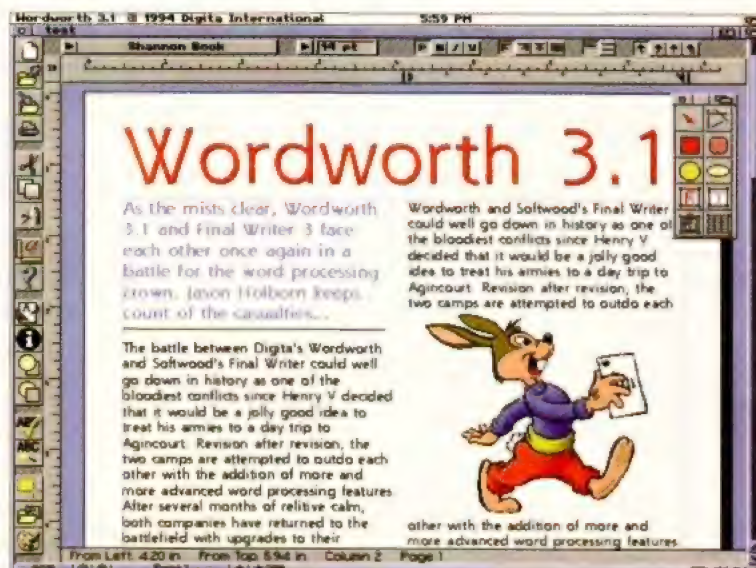 Wordworth 3.1 © 1994 Digita International 5:59 PM
test
Shannon Book 14 pt B I U
Wordworth 3.1
As the mists clear, Wordworth
3.1 and Final Writer 3 face
each other once again in a
battle for the word processing
crown. Jason Holborn keeps
count of the casualties...
The battle between Digita's Wordworth
and Softwood's Final Writer could well
go down in history as one of the
bloodiest conflicts since Henry V decided
that it would be a jolly good idea to
treat his armies to a day trip to
Agincourt. Revision after revision, the
two camps are attempted to outdo each
other with the addition of more and
more advanced word processing features
After several months of relitive calm,
both companies have returned to the
battlefield with upgrades to their
Wordworth and Softwood's Final Writer
could well go down in history as one of
the bloodiest conflicts since Henry V
decided that it would be a jolly good
idea to treat his armies to a day trip to
Agincourt. Revision after revision, the
two camps are attempted to outdo each
other with the addition of more and
more advanced word processing features
ABC
From Left: 4.20 in From Top: 5.94 in Column 2 Page 1